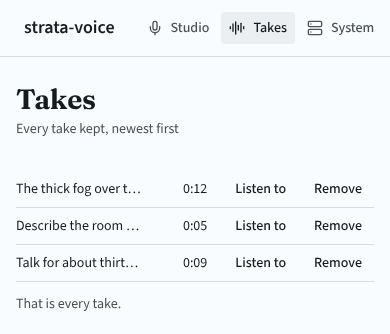 strata-voice Studio Takes System
Takes
Every take kept, newest first
The thick fog over t… 0:12 Listen to Remove
Describe the room … 0:05 Listen to Remove
Talk for about thirt… 0:09 Listen to Remove
That is every take.